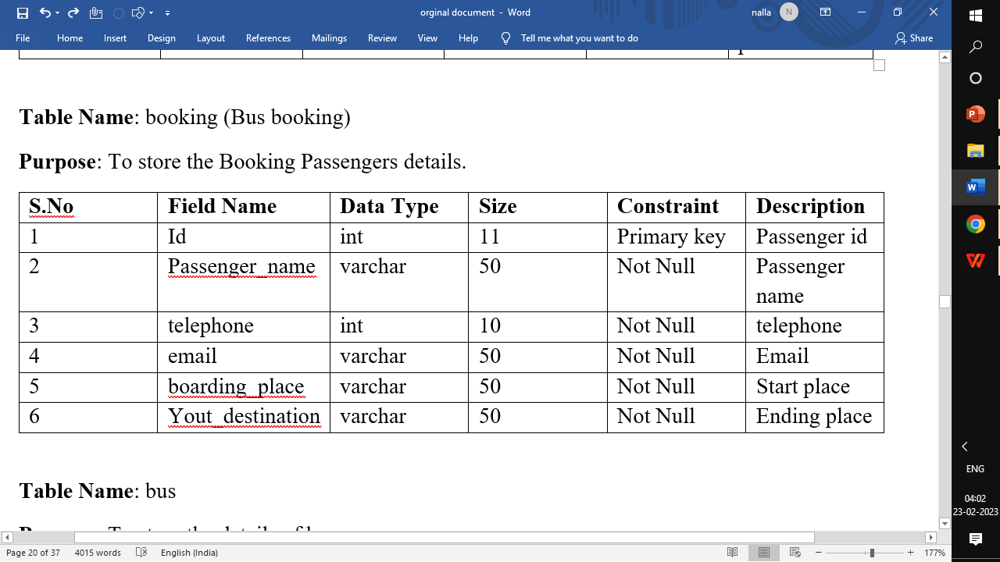 orginal document - Word
nalla N
File Home Insert Design Layout References Mailings Review View Help Tell me what you want to do Share
Table Name: booking (Bus booking)
Purpose: To store the Booking Passengers details.
S.No Field Name Data Type Size Constraint Description
1 Id int 11 Primary key Passenger id
2 Passenger_name varchar 50 Not Null Passenger
name
3 telephone int 10 Not Null telephone
4 email varchar 50 Not Null Email
5 boarding_place varchar 50 Not Null Start place
6 Yout_destination varchar 50 Not Null Ending place
Table Name: bus
Page 20 of 37 4015 words English (India) 177%
ENG
04:02
23-02-2023